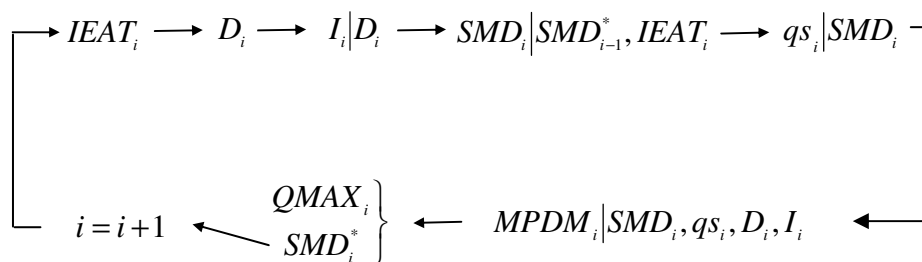 IEAT_i → D_i → I_i|D_i → SMD_i|SMD*_{i-1}, IEAT_i → qs_i|SMD_i
i = i+1 ← QMAX_i SMD*_i } ← MPDM_i|SMD_i, qs_i, D_i, I_i